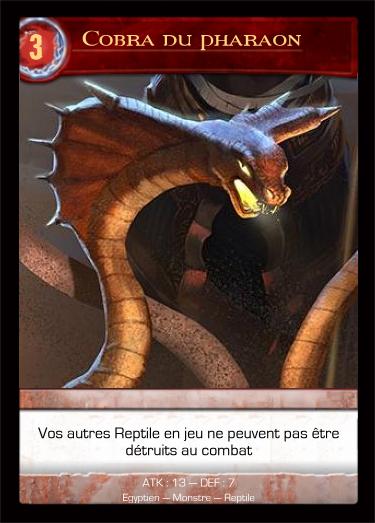 3
Cobra du pharaon
Vos autres Reptile en jeu ne peuvent pas être
détruits au combat
ATK : 13 — DEF : 7
Egyptien — Monstre — Reptile